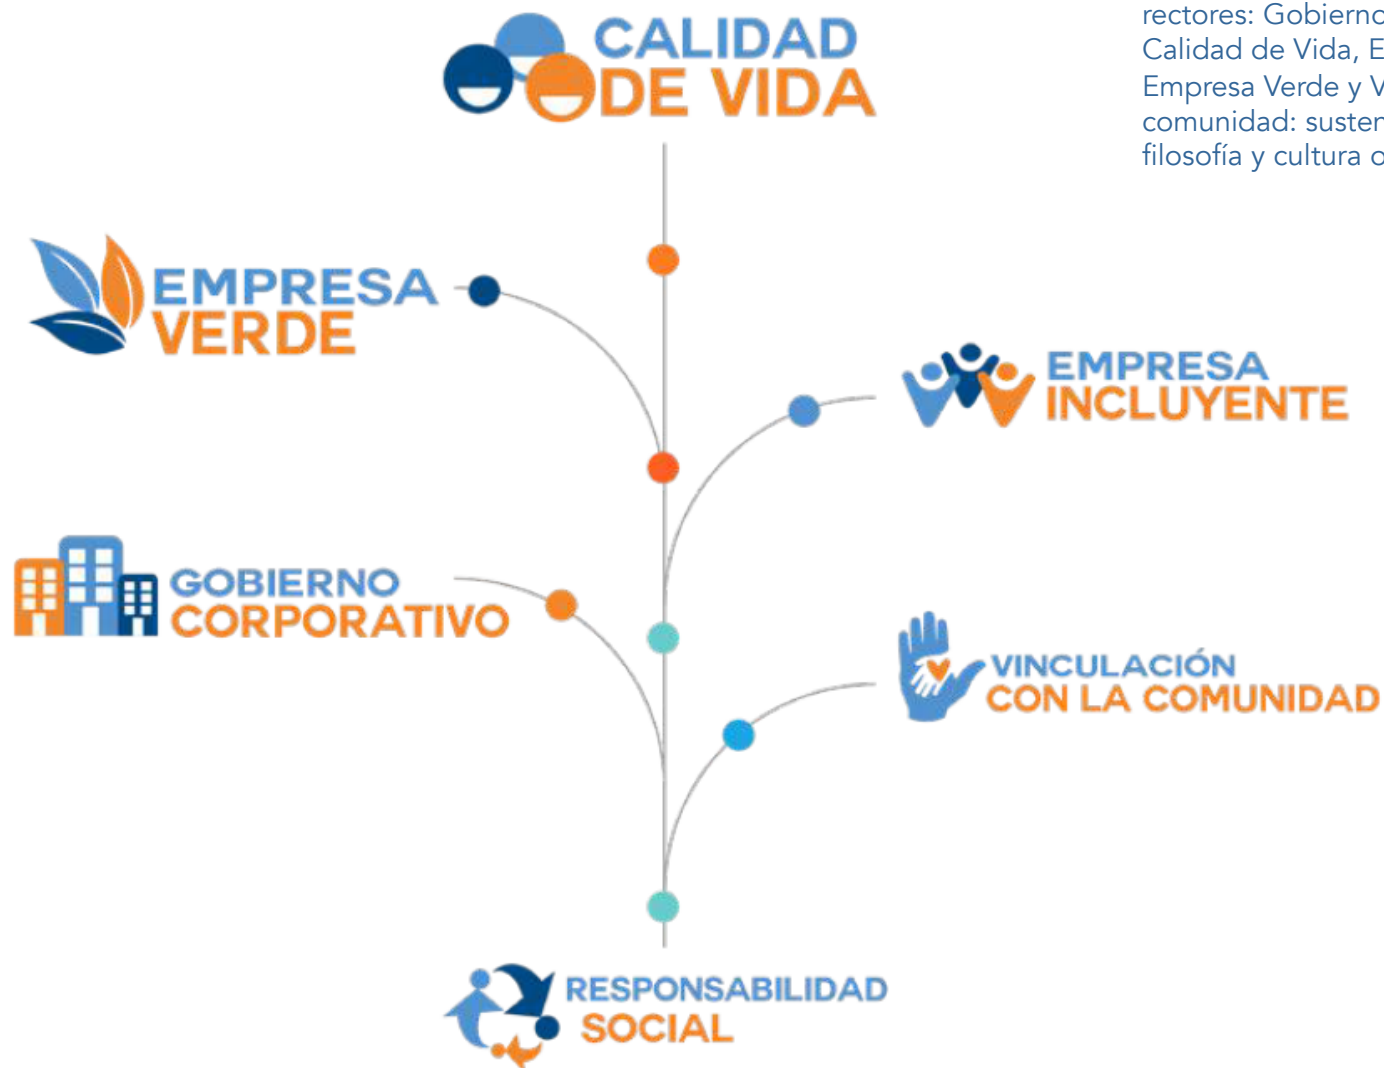 CALIDAD
DE VIDA
rectores: Gobierno
Calidad de Vida,
Empresa Verde y
comunidad:
filosofía y cultura
EMPRESA
VERDE
EMPRESA
INCLUYENTE
GOBIERNO
CORPORATIVO
VINCULACIÓN
CON LA COMUNIDAD
RESPONSABILIDAD
SOCIAL